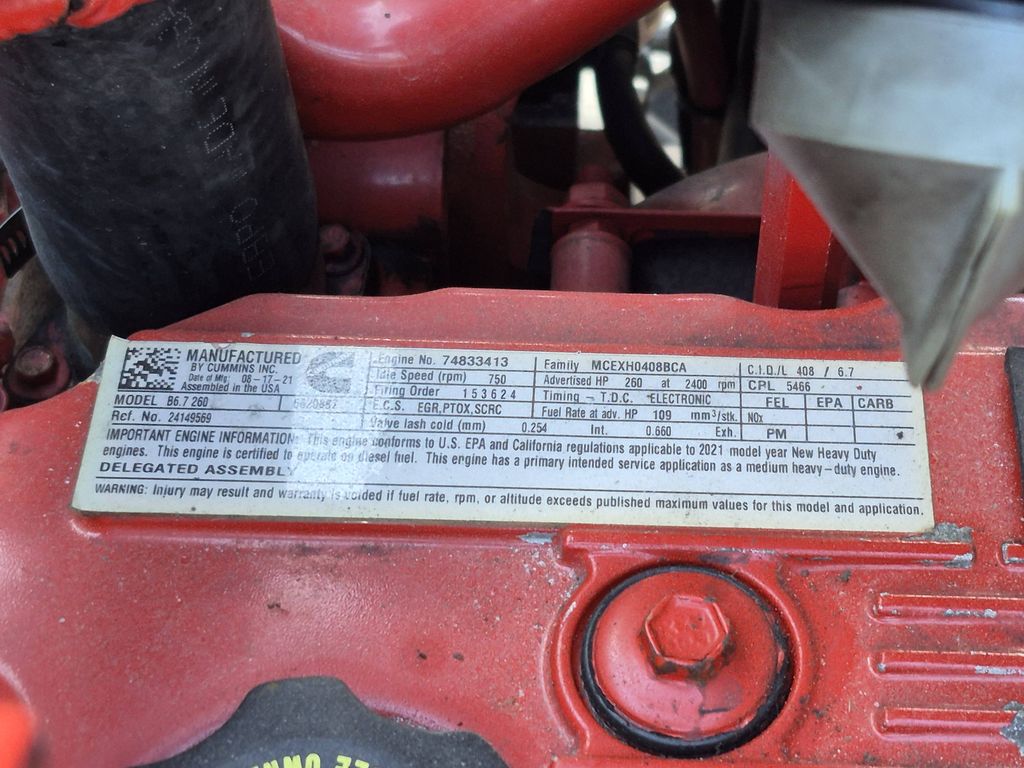 MANUFACTURED
BY CUMMINS INC.
Date of Mfg: 08-17-21
Assembled in the USA
MODEL B6.7 260
Ref. No. 24149569
Engine No. 74833413
Idle Speed (rpm) 750
Firing Order 153624
E.C.S. EGR,PTOX,SCRC
Valve lash cold (mm) 0.254 Int. 0.660 Exh.
Family MCEXH0408BCA
Advertised HP 260 at 2400 rpm
Timing - T.D.C. ELECTRONIC
Fuel Rate at adv. HP 109 mm³/stk.
C.I.D./L 408 / 6.7
CPL 5466
FEL EPA CARB
NOx
PM
IMPORTANT ENGINE INFORMATION This engine conforms to U.S. EPA and California regulations applicable to 2021 model year New Heavy Duty
engines. This engine is certified to operate on diesel fuel. This engine has a primary intended service application as a medium heavy-duty engine.
DELEGATED ASSEMBLY
WARNING: Injury may result and warranty is voided if fuel rate, rpm, or altitude exceeds published maximum values for this model and application.